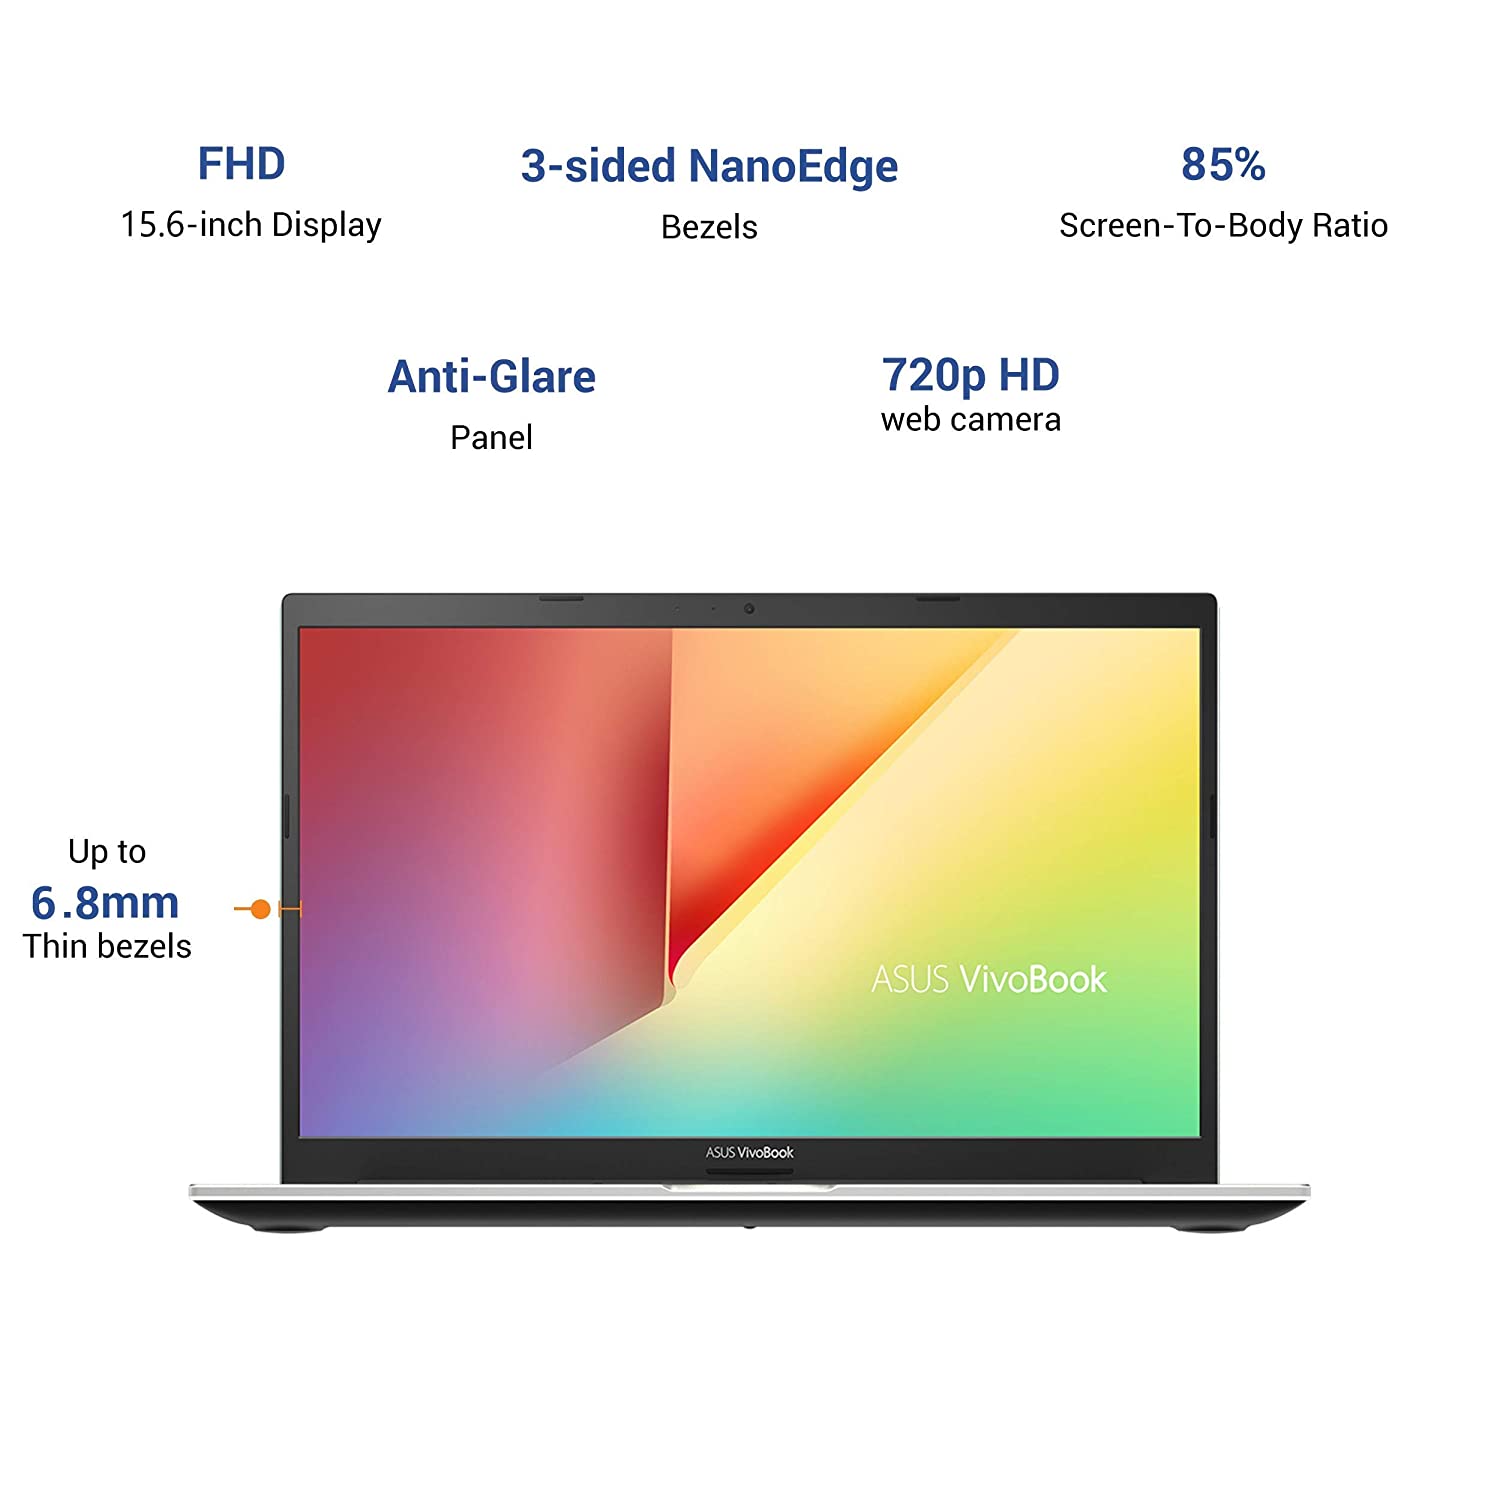 FHD
15.6-inch Display
3-sided NanoEdge
Bezels
85%
Screen-To-Body Ratio
Anti-Glare
Panel
720p HD
web camera
Up to
6.8mm
Thin bezels
ASUS VivoBook
ASUS VivoBook